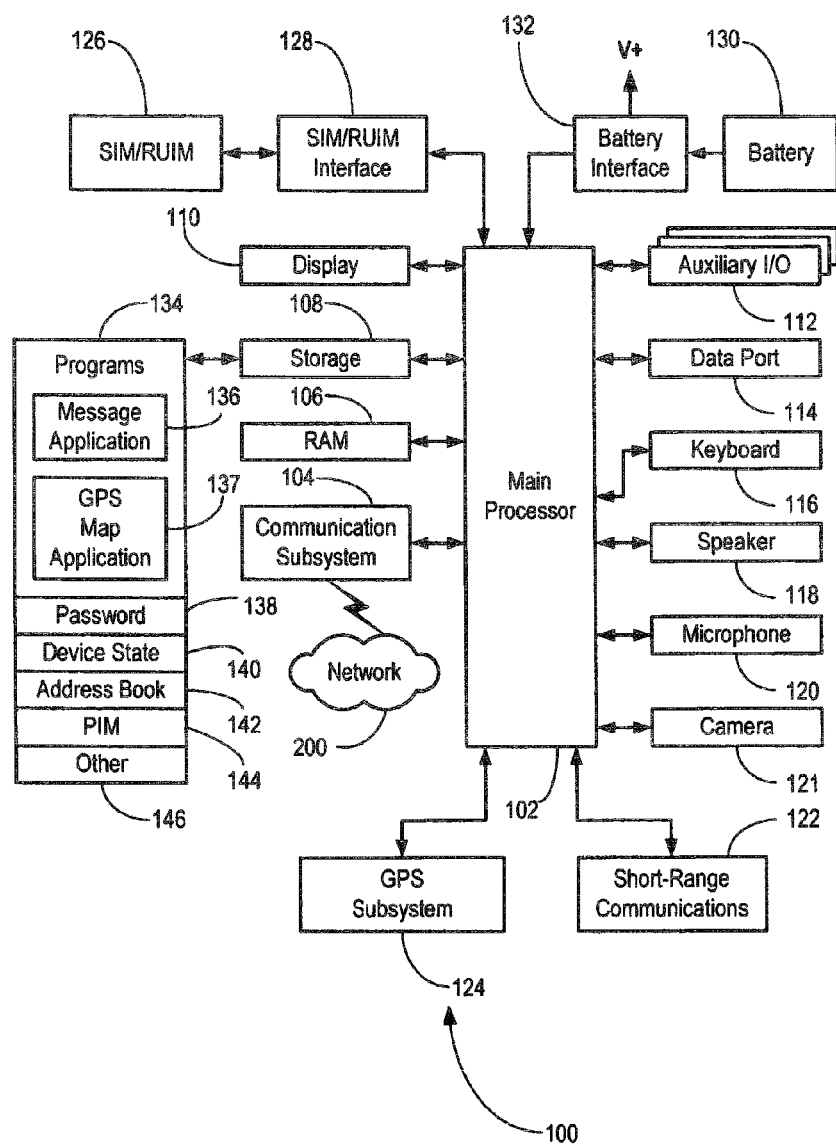 126
128
132
V+
130
SIM/RUIM
SIM/RUIM
Interface
Battery
Interface
Battery
110
Display
Auxiliary I/O
112
134
108
Programs
Storage
Data Port
114
Message
Application
136
106
RAM
Keyboard
116
137
GPS
Map
Application
104
Communication
Subsystem
Main
Processor
Speaker
118
Password
138
Device State
140
Network
200
Microphone
120
Address Book
142
PIM
144
Camera
121
Other
146
102
122
GPS
Subsystem
Short-Range
Communications
124
100